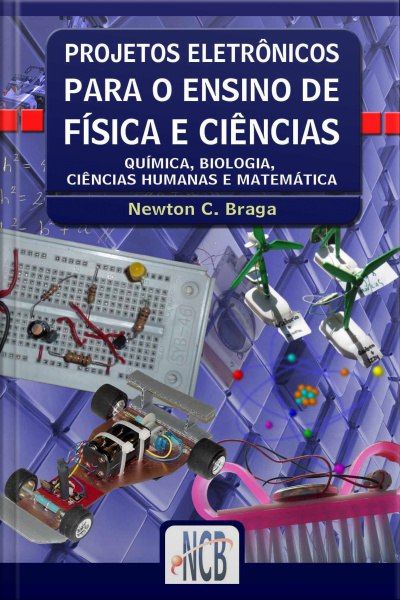 PROJETOS ELETRÔNICOS
PARA O ENSINO DE
FÍSICA E CIÊNCIAS
QUÍMICA, BIOLOGIA,
CIÊNCIAS HUMANAS E MATEMÁTICA
Newton C. Braga
NCB